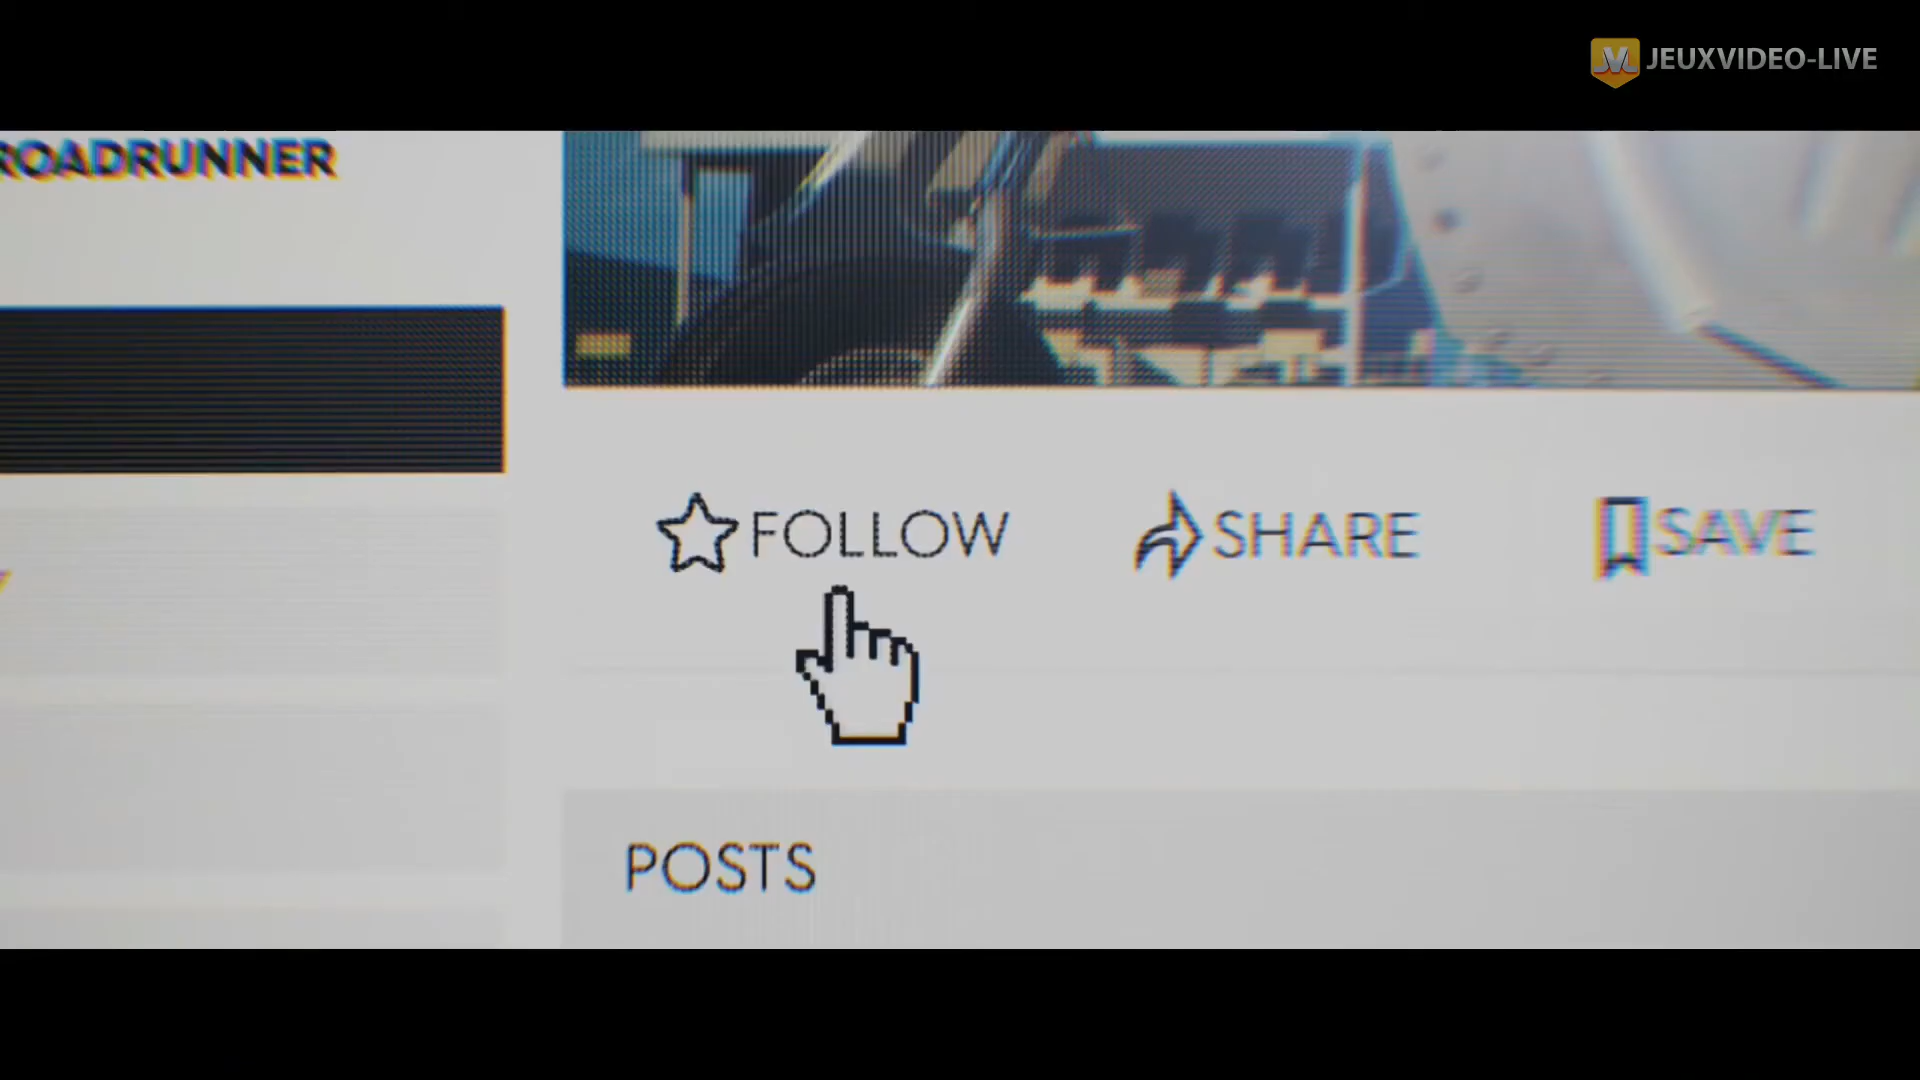 JEUXVIDEO-LIVE
ROADRUNNER
FOLLOW
SHARE
SAVE
POSTS